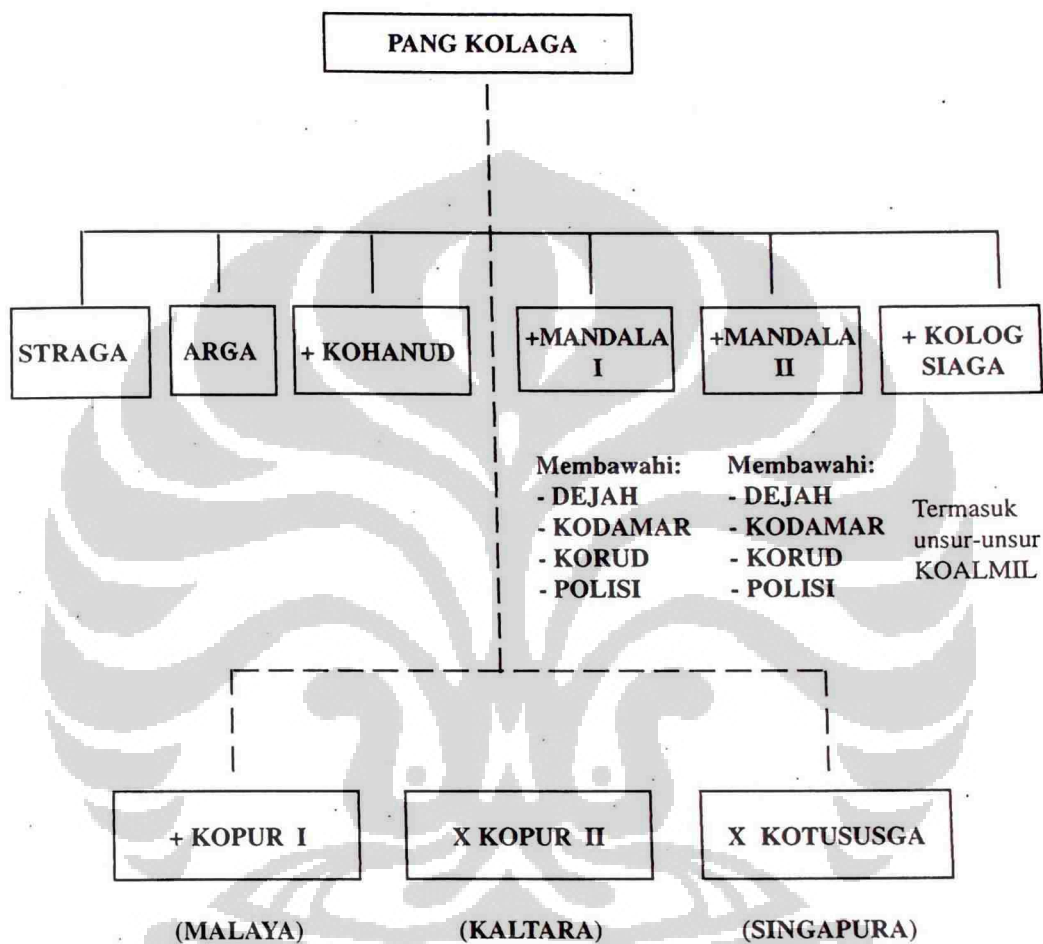 PANG KOLAGA
STRAGA
ARGA
+ KOHANUD
+MANDALA
I
+MANDALA
II
+ KOLOG
SIAGA
Membawahi:
- DEJAH
- KODAMAR
- KORUD
- POLISI
Membawahi:
- DEJAH
- KODAMAR
- KORUD
- POLISI
Termasuk
unsur-unsur
KOALMIL
+ KOPUR I
X KOPUR II
X KOTUSUSGA
(MALAYA)
(KALTARA)
(SINGAPURA)